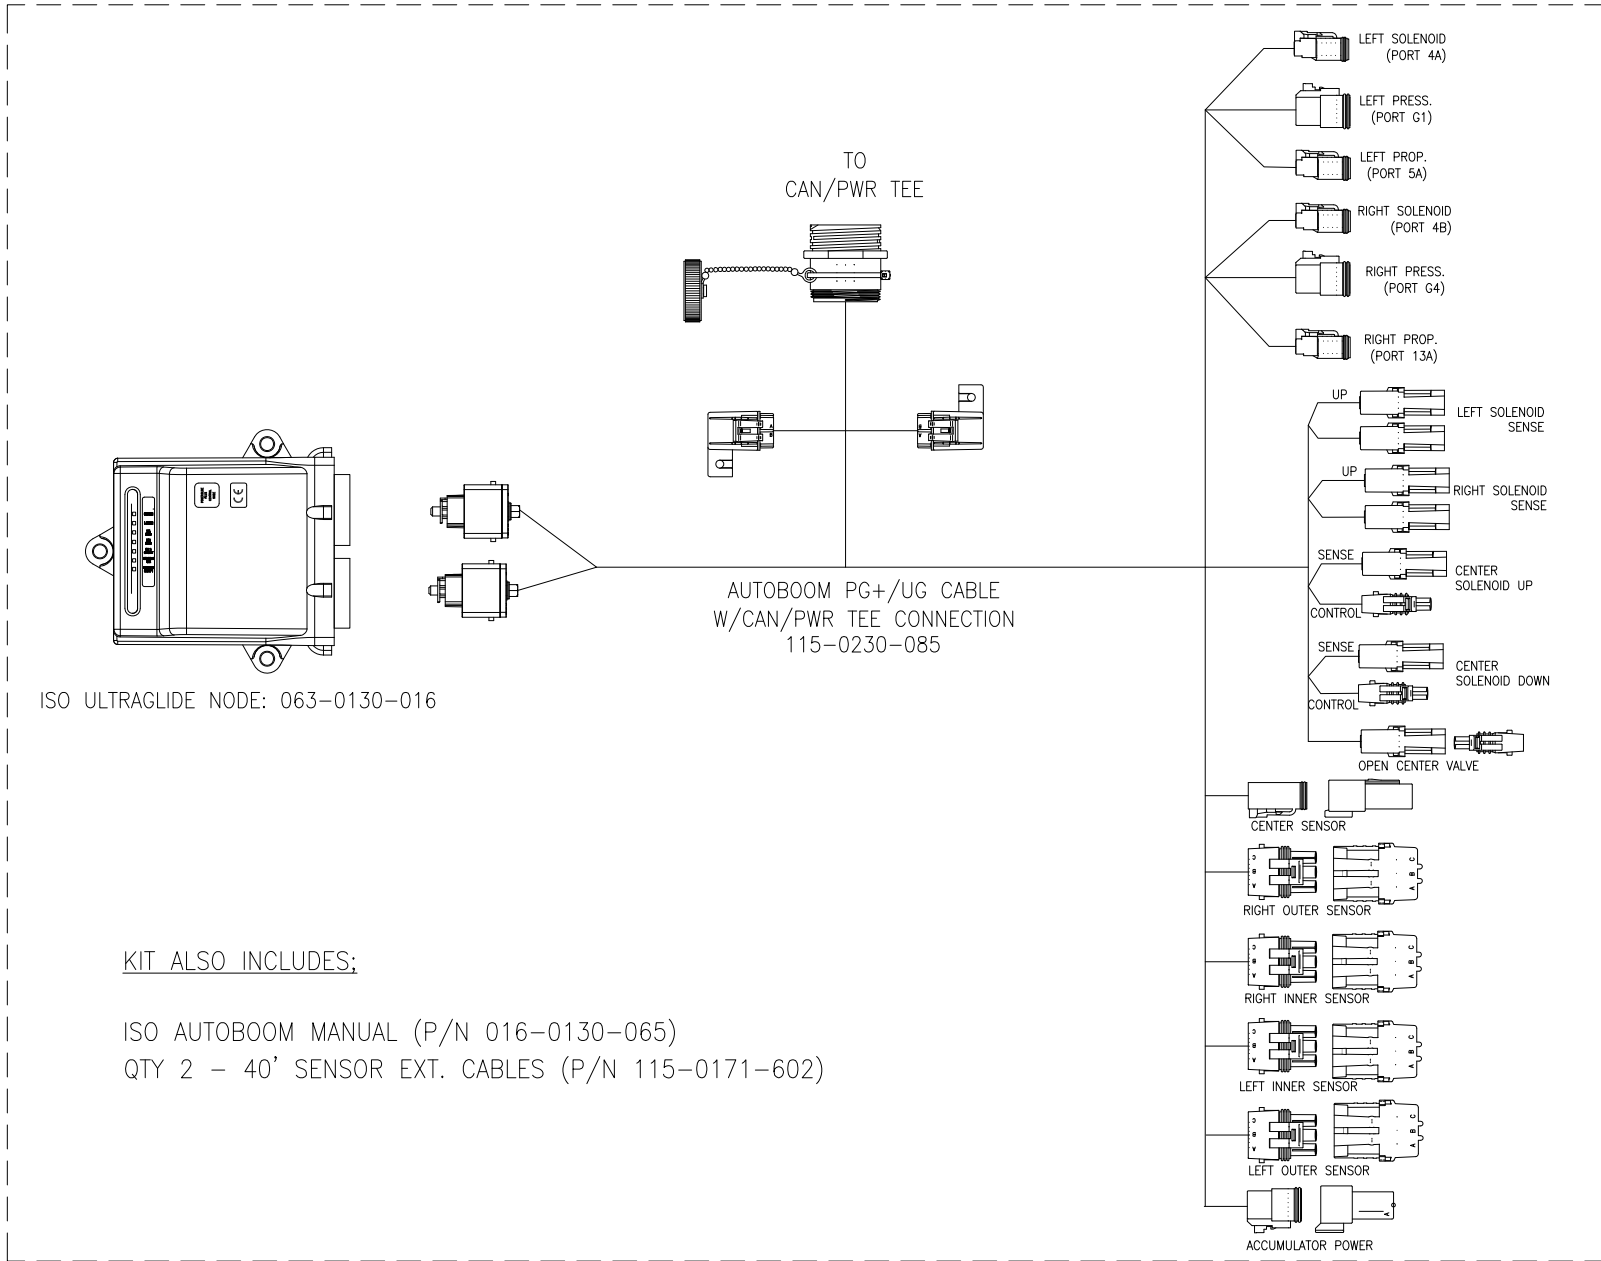 LEFT SOLENOID
(PORT 4A)
LEFT PRESS.
(PORT G1)
LEFT PROP.
(PORT 5A)
RIGHT SOLENOID
(PORT 4B)
RIGHT PRESS.
(PORT G4)
RIGHT PROP.
(PORT 13A)
TO
CAN/PWR TEE
UP
LEFT SOLENOID
SENSE
UP
RIGHT SOLENOID
SENSE
SENSE
CENTER
SOLENOID UP
CONTROL
SENSE
CENTER
SOLENOID DOWN
CONTROL
OPEN CENTER VALVE
AUTOBOOM PG+/UG CABLE
W/CAN/PWR TEE CONNECTION
115-0230-085
CE
ISO ULTRAGLIDE NODE: 063-0130-016
CENTER SENSOR
C
B
A
C
B
A
RIGHT OUTER SENSOR
C
B
A
C
B
A
RIGHT INNER SENSOR
C
B
A
C
B
A
LEFT INNER SENSOR
C
B
A
C
B
A
LEFT OUTER SENSOR
A
ACCUMULATOR POWER
KIT ALSO INCLUDES;
ISO AUTOBOOM MANUAL (P/N 016-0130-065)
QTY 2 - 40' SENSOR EXT. CABLES (P/N 115-0171-602)